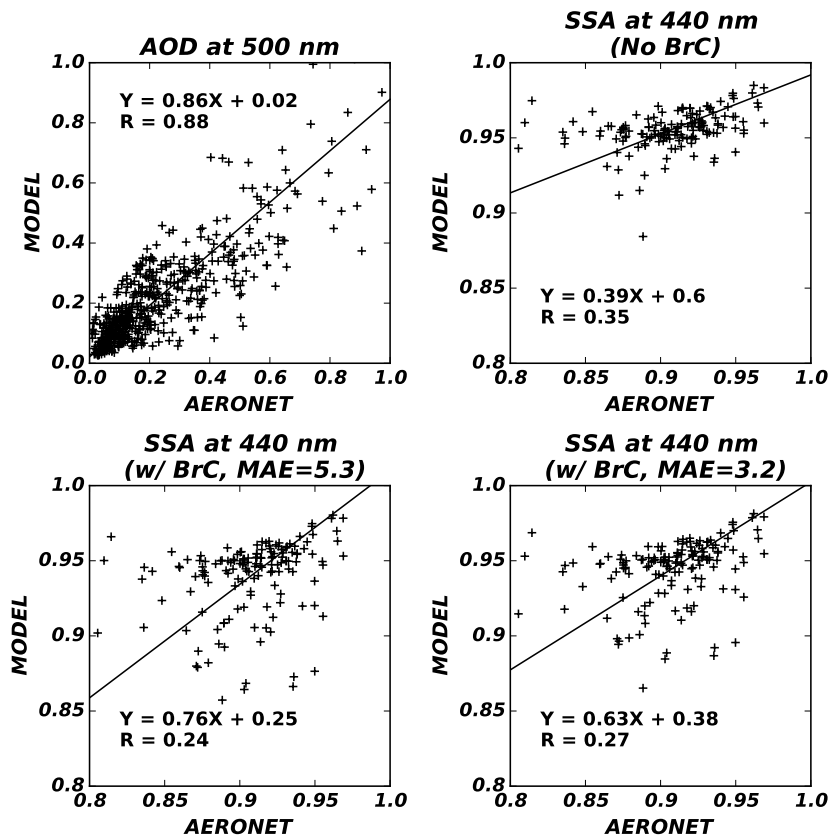 AOD at 500 nm
Y = 0.86X + 0.02
R = 0.88
MODEL
1.0
0.8
0.6
0.4
0.2
0.0
0.0 0.2 0.4 0.6 0.8 1.0
AERONET
SSA at 440 nm
(No BrC)
MODEL
1.0
0.95
0.9
0.85
0.8
Y = 0.39X + 0.6
R = 0.35
0.8 0.85 0.9 0.95 1.0
AERONET
SSA at 440 nm
(w/ BrC, MAE=5.3)
MODEL
1.0
0.95
0.9
0.85
0.8
Y = 0.76X + 0.25
R = 0.24
0.8 0.85 0.9 0.95 1.0
AERONET
SSA at 440 nm
(w/ BrC, MAE=3.2)
MODEL
1.0
0.95
0.9
0.85
0.8
Y = 0.63X + 0.38
R = 0.27
0.8 0.85 0.9 0.95 1.0
AERONET